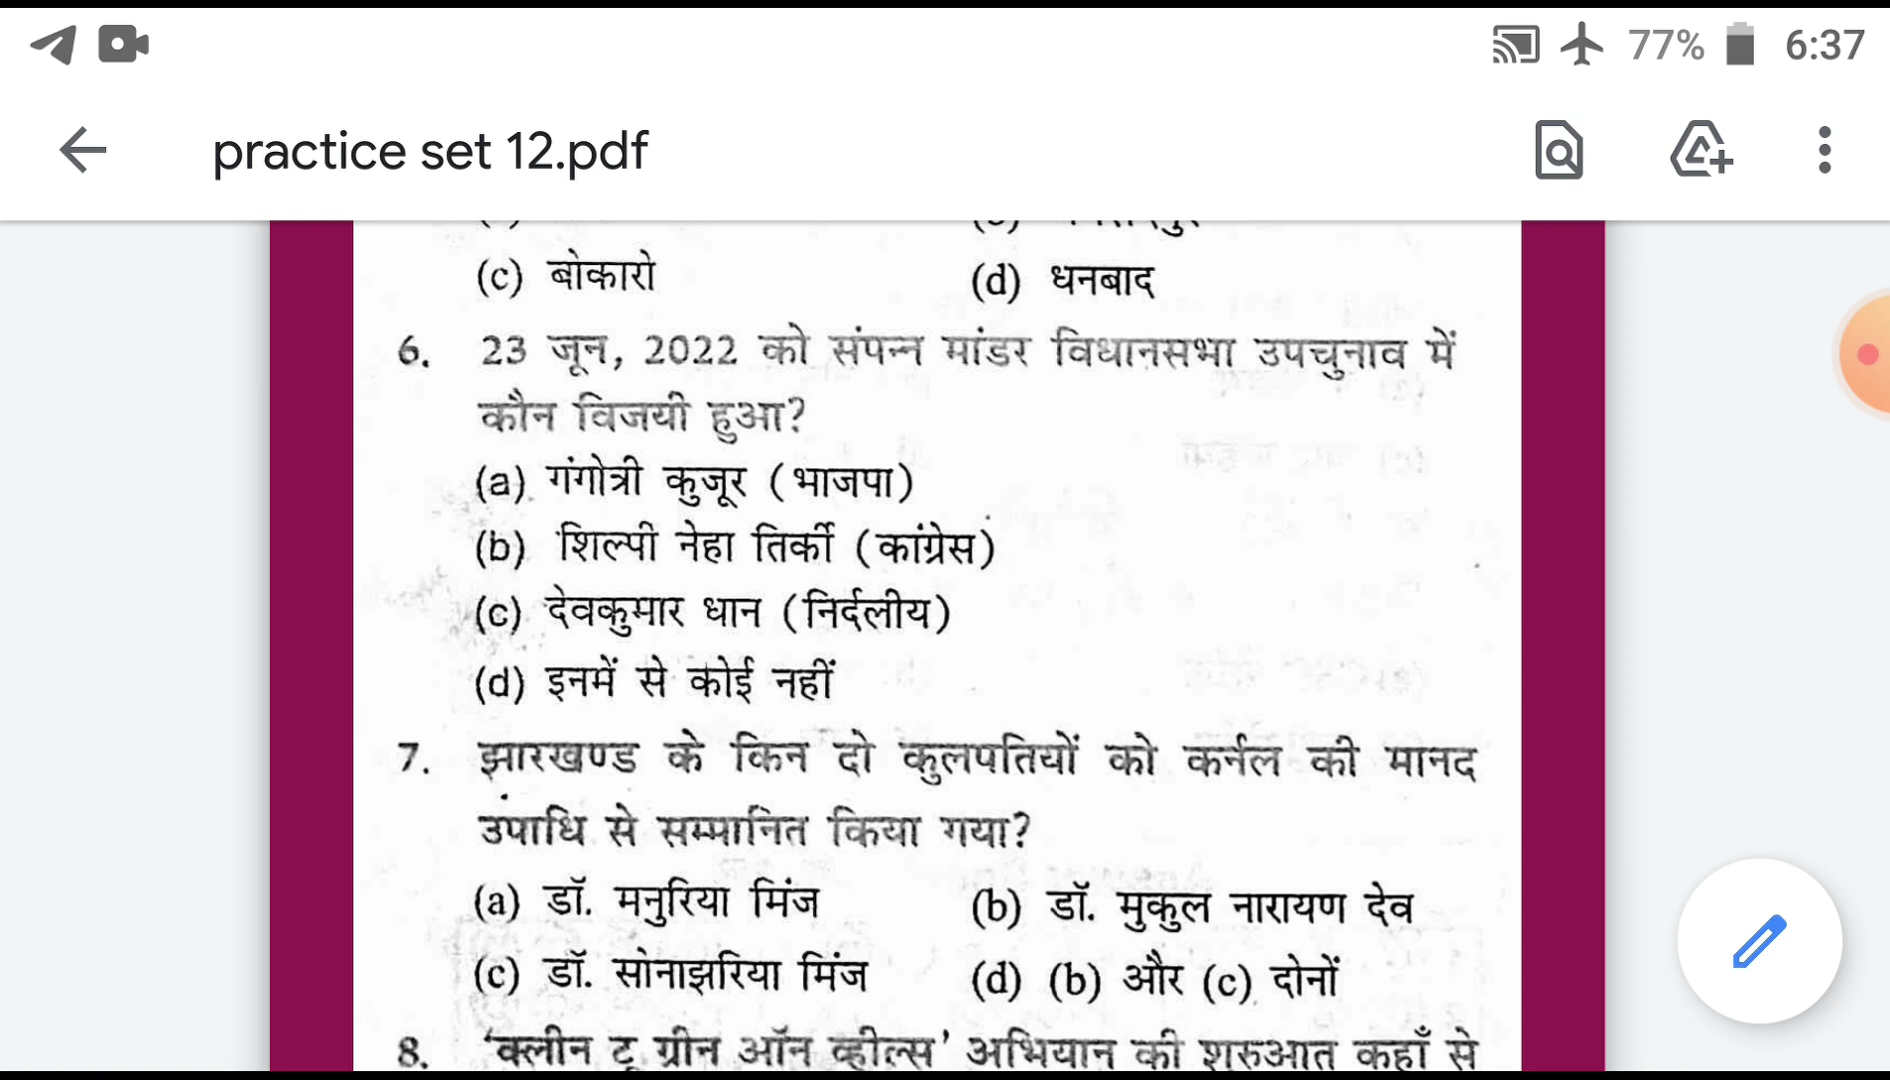 77% 6:37
practice set 12.pdf
(c) बोकारो (d) धनबाद
6. 23 जून, 2022 को संपन्न मांडर विधानसभा उपचुनाव में
कौन विजयी हुआ?
(a) गंगोत्री कुजूर (भाजपा)
(b) शिल्पी नेहा तिर्की (कांग्रेस)
(c) देवकुमार धान (निर्दलीय)
(d) इनमें से कोई नहीं
7. झारखण्ड के किन दो कुलपतियों को कर्नल की मानद
उपाधि से सम्मानित किया गया?
(a) डॉ. मनुरिया मिंज (b) डॉ. मुकुल नारायण देव
(c) डॉ. सोनाझरिया मिंज (d) (b) और (c) दोनों
8. 'क्लीन टू ग्रीन ऑन व्हील्स' अभियान की शुरुआत कहाँ से